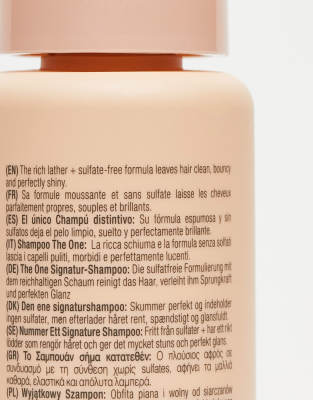 (EN) The rich lather + sulfate-free formula leaves hair clean, bouncy
and perfectly shiny.
(FR) Sa formule moussante et sans sulfate laisse les cheveux
parfaitement propres, souples et brillants.
(ES) El único Champú distintivo: Su fórmula espumosa y sin
sulfatos deja el pelo limpio, suelto y perfectamente brillante.
(IT) Shampoo The One: La ricca schiuma e la formula senza solfati
lascia i capelli puliti, morbidi e perfettamente lucenti.
(DE) The One Signatur-Shampoo: Die sulfatfreie Formulierung mit
dem reichhaltigen Schaum reinigt das Haar, verleiht ihm Sprungkraft
und perfekten Glanz
(DK) Den ene signaturshampoo: Skummer perfekt og indeholder
ingen sulfater, men efterlader håret rent, spændstigt og glansfuldt.
(SE) Nummer Ett Signature Shampoo: Fritt från sulfater + har ett rikt
lödder som rengör håret och ger det mycket stuns och perfekt glans.
(GR) Το Σαμπουάν σήμα κατατεθέν: Ο πλούσιος αφρός σε
συνδυασμό με τη σύνθεση χωρίς sulfates, αφήνει τα μαλλιά
καθαρά, ελαστικά και απόλυτα λαμπερά.
(PL) Wyjątkowy Szampon: Obfita piana i wolny od siarczanów